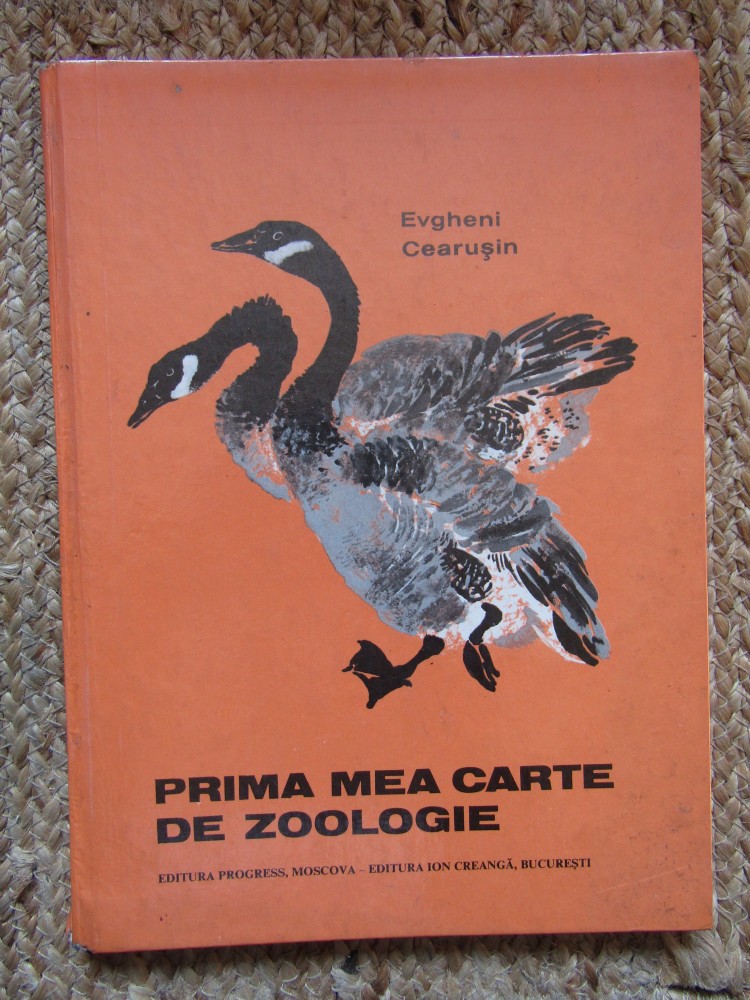 Evgheni
Cearuşin
PRIMA MEA CARTE
DE ZOOLOGIE
EDITURA PROGRESS, MOSCOVA – EDITURA ION CREANGĂ, BUCUREŞTI